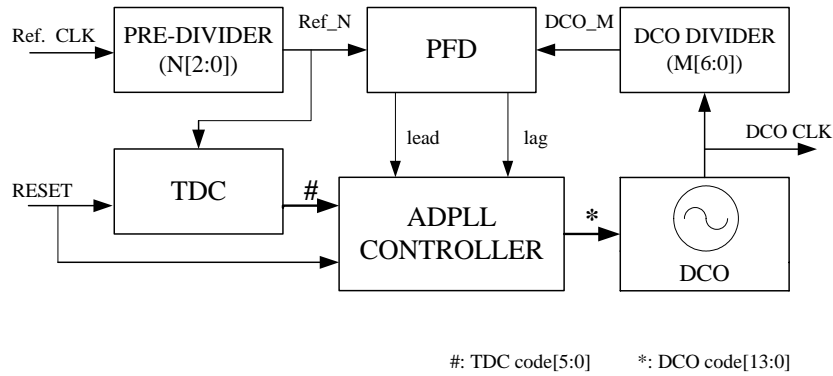 Ref. CLK
PRE-DIVIDER
(N[2:0])
Ref_N
PFD
DCO_M
DCO DIVIDER
(M[6:0])
DCO CLK
lead
lag
RESET
TDC
#
ADPLL
CONTROLLER
*
DCO
#: TDC code[5:0] *: DCO code[13:0]